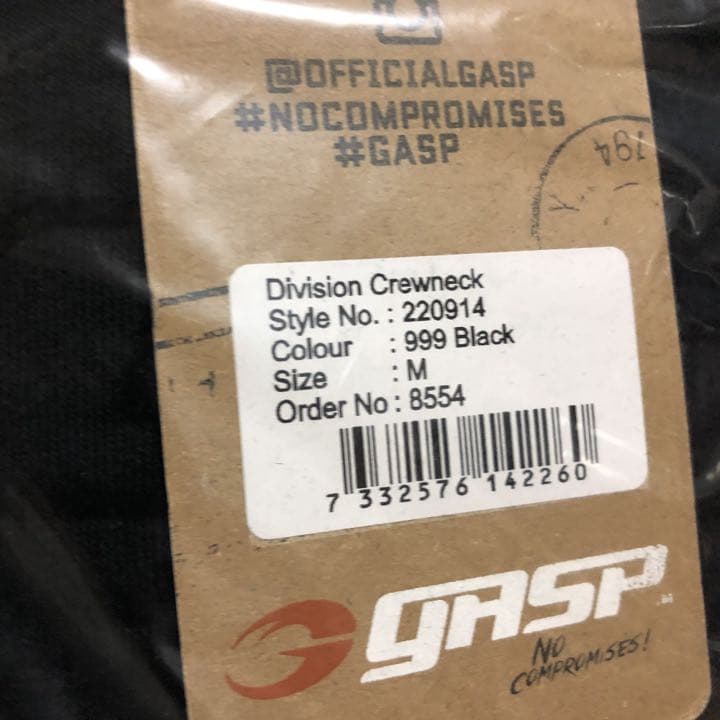 @OFFICIALGASP
#NOCOMPROMISES
#GASP
794
Division Crewneck
Style No. : 220914
Colour : 999 Black
Size : M
Order No : 8554
7 332576 142260
GASP
NO
COMPROMISES!